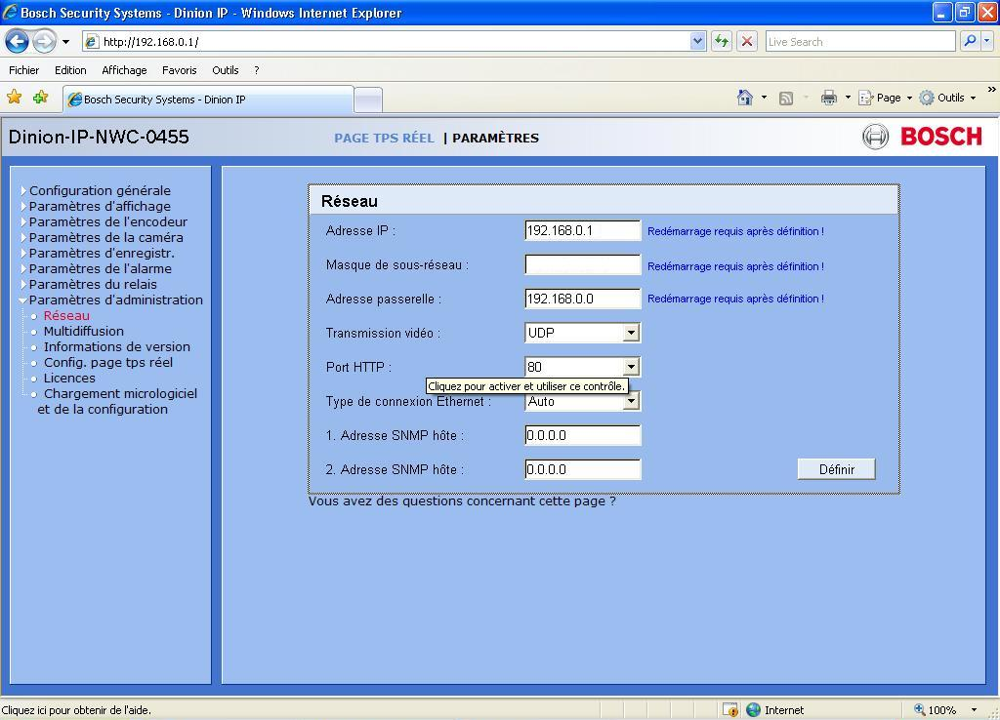 Bosch Security Systems - Dinion IP - Windows Internet Explorer
http://192.168.0.1/
Live Search
Fichier Edition Affichage Favoris Outils ?
Bosch Security Systems - Dinion IP
Page Outils »
Dinion-IP-NWC-0455
PAGE TPS RÉEL | PARAMÈTRES
BOSCH
Configuration générale
Paramètres d'affichage
Paramètres de l'encodeur
Paramètres de la caméra
Paramètres d'enregistr.
Paramètres de l'alarme
Paramètres du relais
Paramètres d'administration
Réseau
Multidiffusion
Informations de version
Config. page tps réel
Licences
Chargement micrologiciel
et de la configuration
Réseau
Adresse IP : 192.168.0.1 Redémarrage requis après définition !
Masque de sous-réseau : Redémarrage requis après définition !
Adresse passerelle : 192.168.0.0 Redémarrage requis après définition !
Transmission vidéo : UDP
Port HTTP : 80
Cliquez pour activer et utiliser ce contrôle.
Type de connexion Ethernet : Auto
1. Adresse SNMP hôte : 0.0.0.0
2. Adresse SNMP hôte : 0.0.0.0
Définir
Vous avez des questions concernant cette page ?
Cliquez ici pour obtenir de l'aide.
Internet
100%